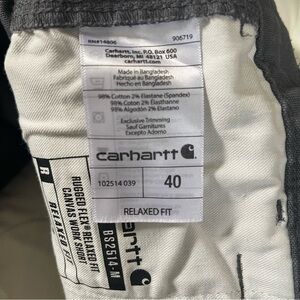 RN#14806 906719
Carhartt, Inc. P.O. Box 600
Dearborn, MI 48121 USA
carhartt.com
Made in Bangladesh
Fabriqué en Bangladesh
Hecho en Bangladesh
98% Cotton 2% Elastane (Spandex)
98% Coton 2% Élasthanne
98% Algodón 2% Elastano
Exclusive Trimming
Sauf Garnitures
Excepto Adorno
carhartt
102514 039
40
RELAXED FIT
R
RELAXED FIT
RUGGED FLEX® RELAXED FIT
CANVAS WORK SHORT
BS2514-M